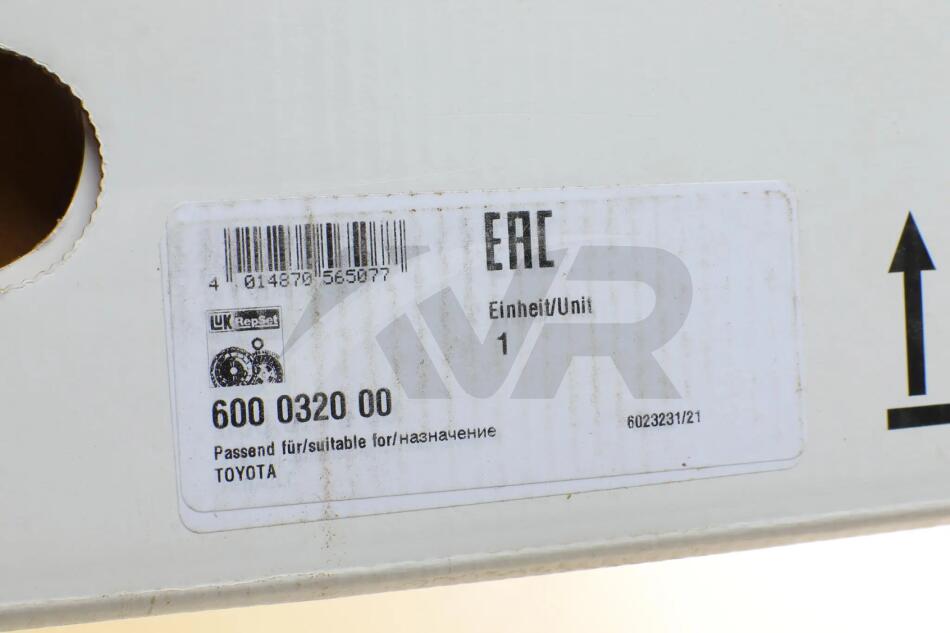 4 014870 565077
EAC
Einheit/Unit
1
LUK RepSet
600 0320 00
Passend für/suitable for/назначение
TOYOTA
6023231/21
VR